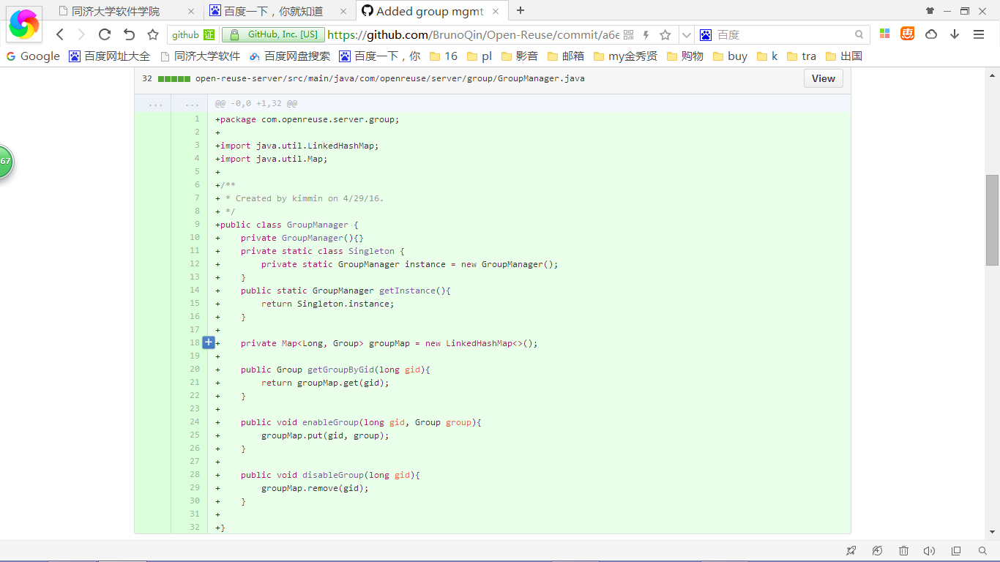 同济大学软件学院
百度一下，你就知道
Added group mgmt
github 证 GitHub, Inc. [US] https://github.com/BrunoQin/Open-Reuse/commit/a6e 百度
惠
G Google 百度网址大全 同济大学软件 百度网盘搜索 百度一下，你 16 pl 影音 邮箱 my金秀贤 购物 buy k tra 出国
32 open-reuse-server/src/main/java/com/openreuse/server/group/GroupManager.java View
... ... @@ -0,0 +1,32 @@
1 +package com.openreuse.server.group;
2 +
3 +import java.util.LinkedHashMap;
4 +import java.util.Map;
5 +
6 +/**
7 + * Created by kimmin on 4/29/16.
8 + */
9 +public class GroupManager {
10 + private GroupManager(){}
11 + private static class Singleton {
12 + private static GroupManager instance = new GroupManager();
13 + }
14 + public static GroupManager getInstance(){
15 + return Singleton.instance;
16 + }
17 +
18 + private Map<Long, Group> groupMap = new LinkedHashMap<>();
19 +
20 + public Group getGroupByGid(long gid){
21 + return groupMap.get(gid);
22 + }
23 +
24 + public void enableGroup(long gid, Group group){
25 + groupMap.put(gid, group);
26 + }
27 +
28 + public void disableGroup(long gid){
29 + groupMap.remove(gid);
30 + }
31 +
32 +}
67